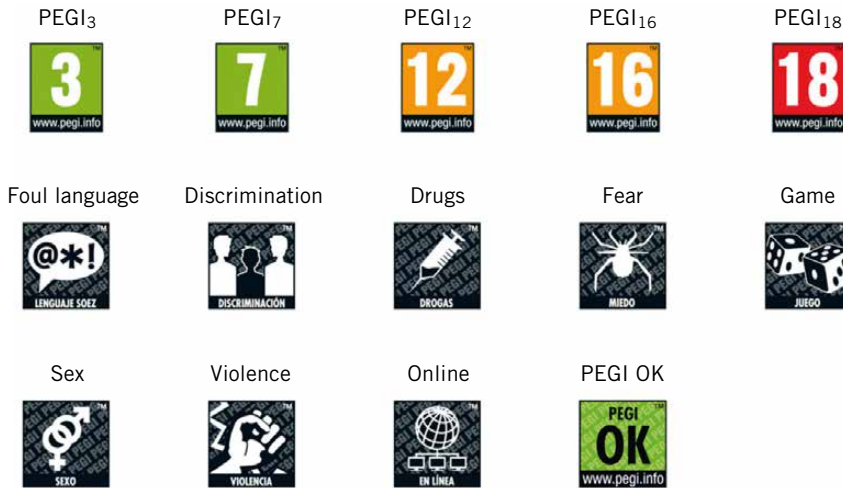 PEGI3 PEGI7 PEGI12 PEGI16 PEGI18
3 7 12 16 18
www.pegi.info www.pegi.info www.pegi.info www.pegi.info www.pegi.info
Foul language Discrimination Drugs Fear Game
@*!
LENGUAJE SOEZ DISCRIMINACIÓN DROGAS MIEDO JUEGO
Sex Violence Online PEGI OK
PEGI
OK
SEXO VIOLENCIA EN LÍNEA www.pegi.info